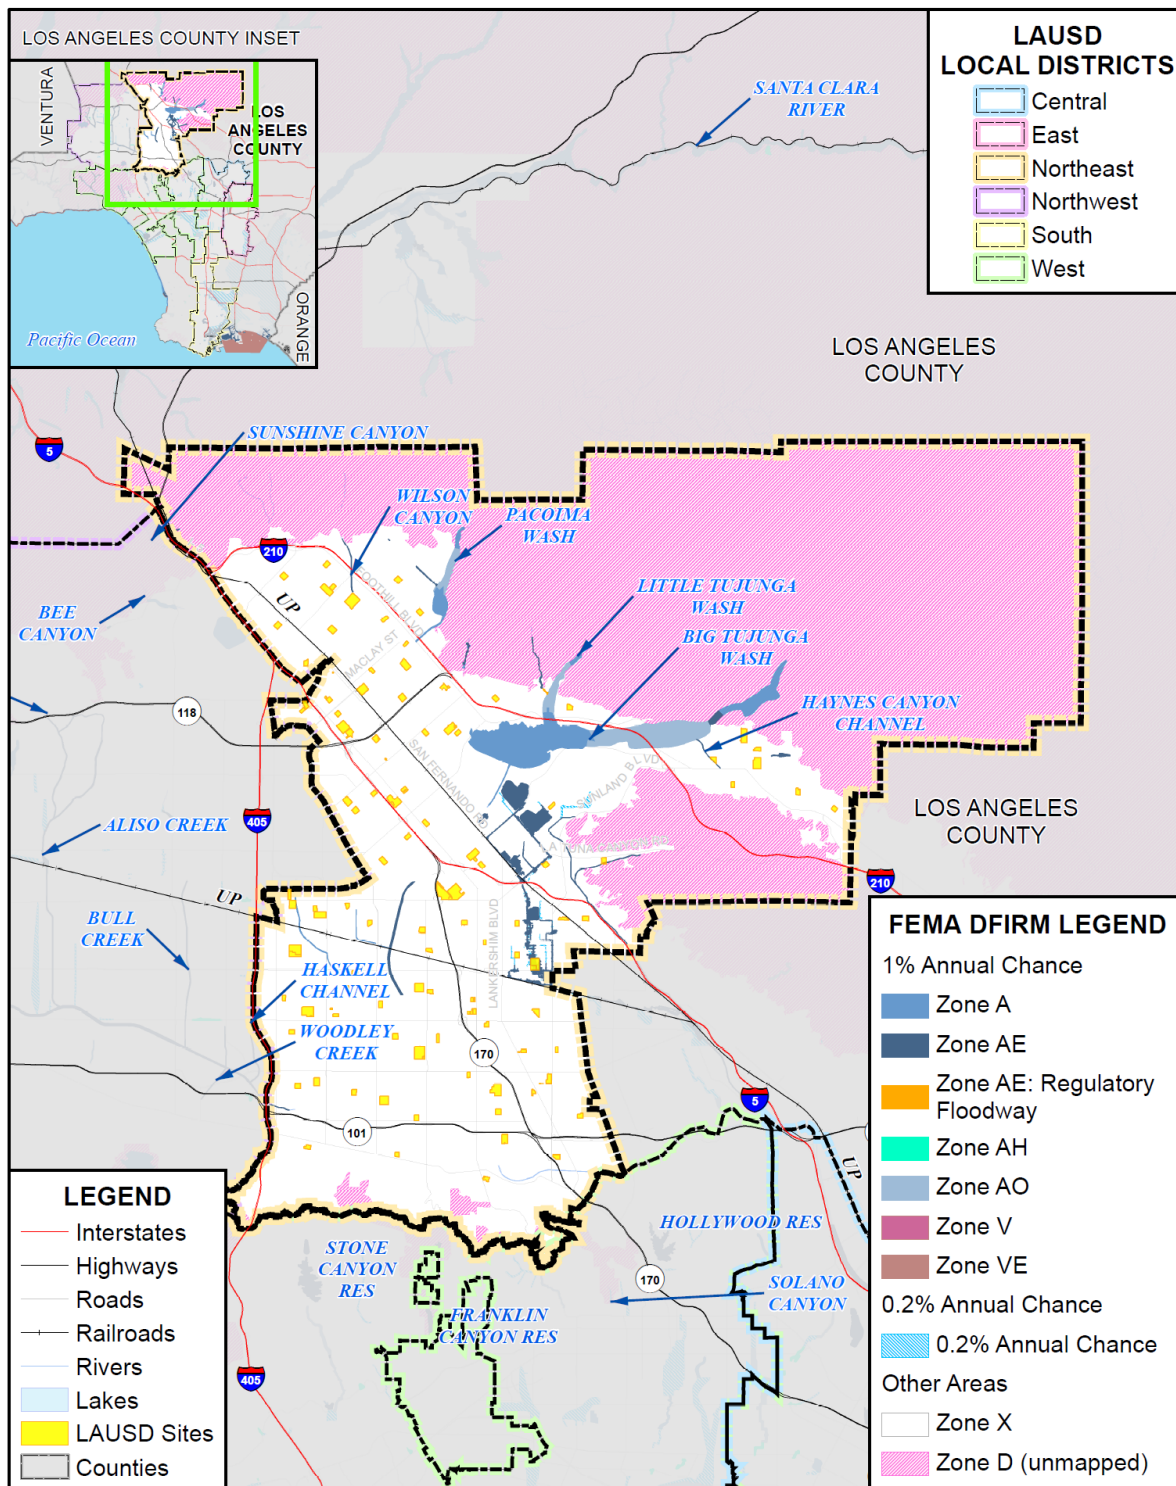 LOS ANGELES COUNTY INSET
VENTURA
LOS
ANGELES
COUNTY
ORANGE
Pacific Ocean
LAUSD
LOCAL DISTRICTS
Central
East
Northeast
Northwest
South
West
SANTA CLARA
RIVER
LOS ANGELES
COUNTY
5
SUNSHINE CANYON
WILSON
CANYON
PACOIMA
WASH
210
FOOTHILL BLVD
UP
BEE
CANYON
MACLAY ST
LITTLE TUJUNGA
WASH
BIG TUJUNGA
WASH
HAYNES CANYON
CHANNEL
118
SAN FERNANDO RD
SUNLAND BLVD
LOS ANGELES
COUNTY
405
ALISO CREEK
LA TUNA CANYON RD
210
UP
BULL
CREEK
LANKERSHIM BLVD
HASKELL
CHANNEL
WOODLEY
CREEK
170
5
101
UP
STONE
CANYON
RES
HOLLYWOOD RES
170
SOLANO
CANYON
FRANKLIN
CANYON RES
405
LEGEND
Interstates
Highways
Roads
Railroads
Rivers
Lakes
LAUSD Sites
Counties
FEMA DFIRM LEGEND
1% Annual Chance
Zone A
Zone AE
Zone AE: Regulatory
Floodway
Zone AH
Zone AO
Zone V
Zone VE
0.2% Annual Chance
0.2% Annual Chance
Other Areas
Zone X
Zone D (unmapped)